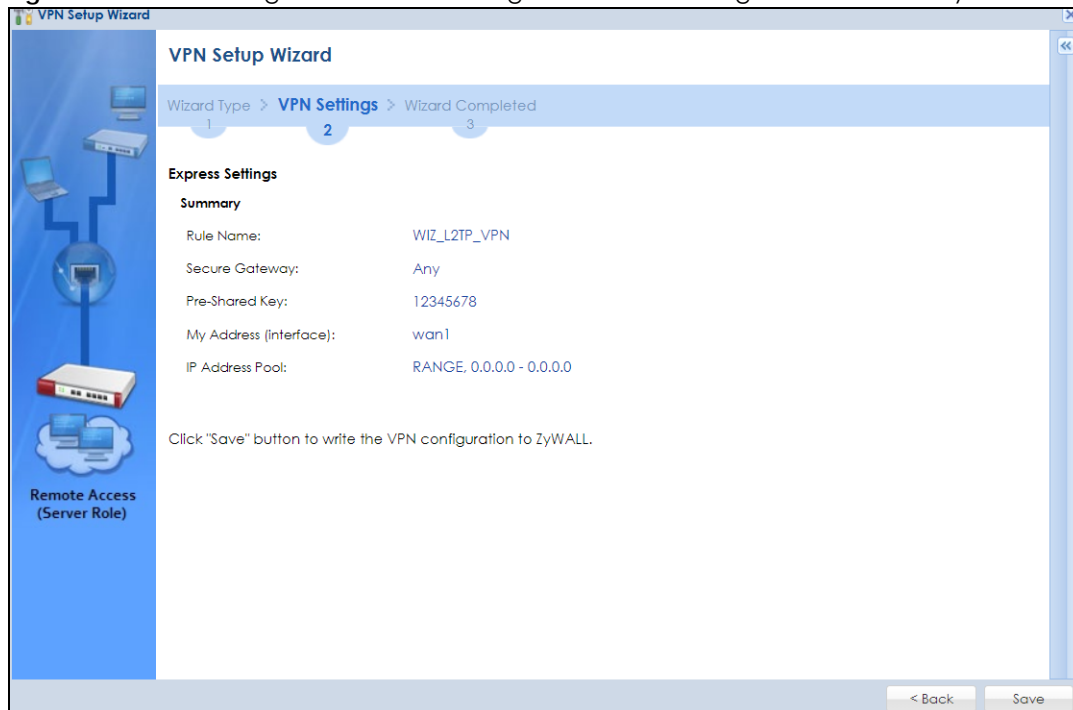 VPN Setup Wizard
VPN Setup Wizard
Wizard Type > VPN Settings > Wizard Completed
1 2 3
Express Settings
Summary
Rule Name: WIZ_L2TP_VPN
Secure Gateway: Any
Pre-Shared Key: 12345678
My Address (interface): wan1
IP Address Pool: RANGE, 0.0.0.0 - 0.0.0.0
Click "Save" button to write the VPN configuration to ZyWALL.
Remote Access
(Server Role)
< Back Save